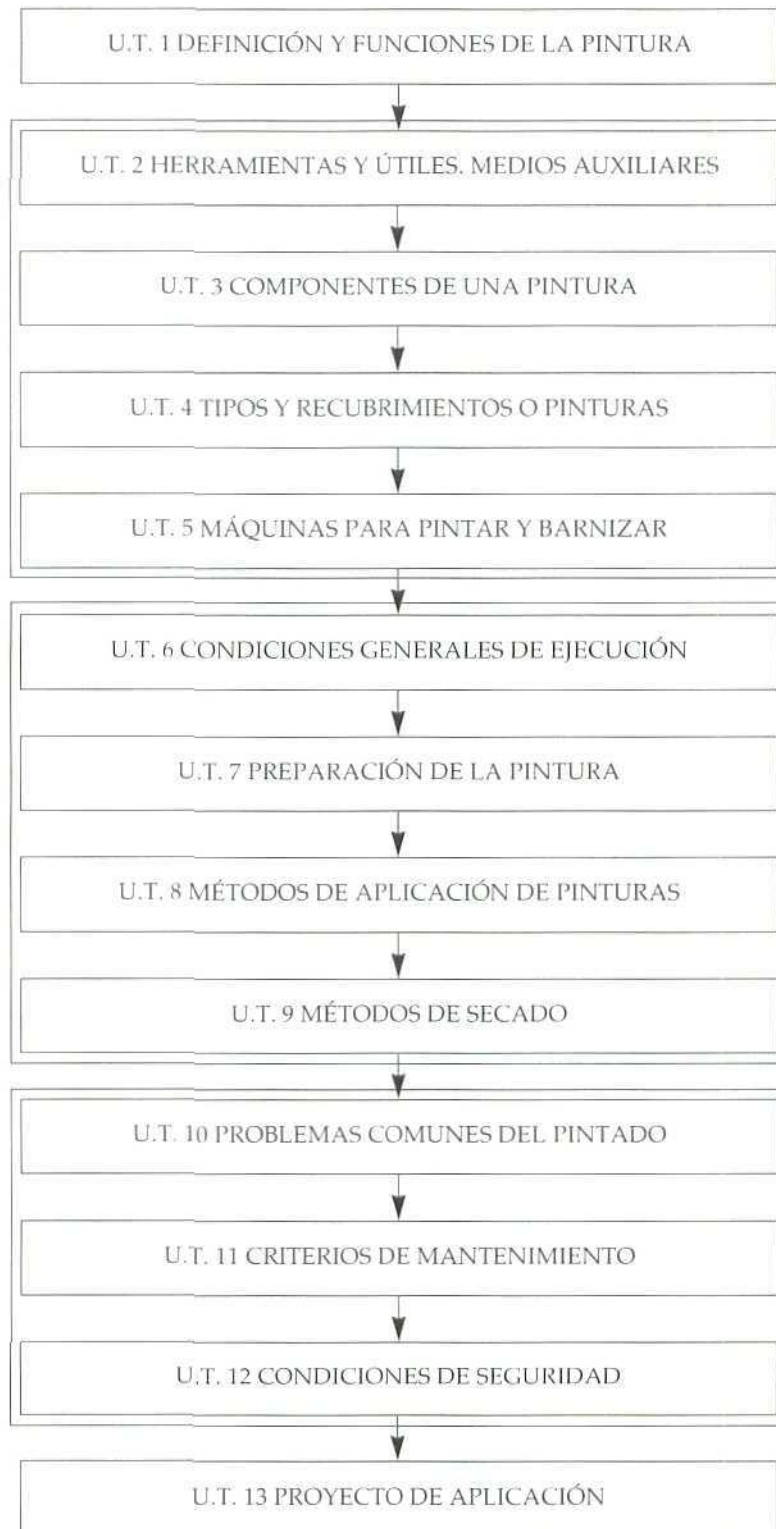 U.T. 1 DEFINICIÓN Y FUNCIONES DE LA PINTURA
U.T. 2 HERRAMIENTAS Y ÚTILES. MEDIOS AUXILIARES
U.T. 3 COMPONENTES DE UNA PINTURA
U.T. 4 TIPOS Y RECUBRIMIENTOS O PINTURAS
U.T. 5 MÁQUINAS PARA PINTAR Y BARNIZAR
U.T. 6 CONDICIONES GENERALES DE EJECUCIÓN
U.T. 7 PREPARACIÓN DE LA PINTURA
U.T. 8 MÉTODOS DE APLICACIÓN DE PINTURAS
U.T. 9 MÉTODOS DE SECADO
U.T. 10 PROBLEMAS COMUNES DEL PINTADO
U.T. 11 CRITERIOS DE MANTENIMIENTO
U.T. 12 CONDICIONES DE SEGURIDAD
U.T. 13 PROYECTO DE APLICACIÓN